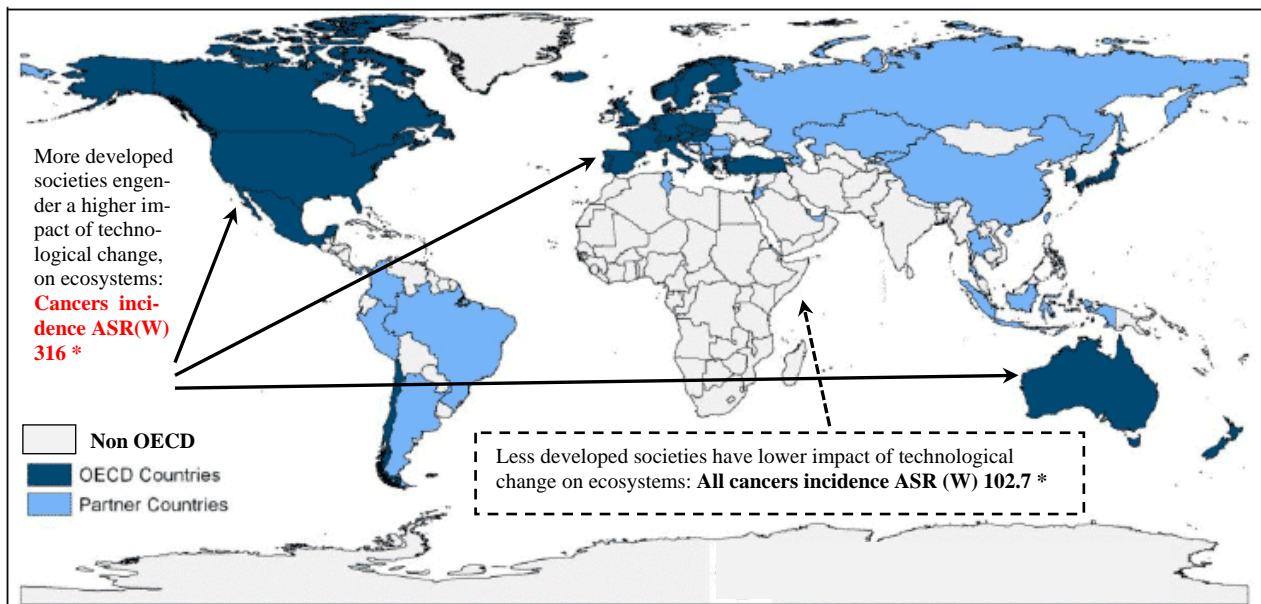 More developed
societies engen-
der a higher im-
pact of techno-
logical change,
on ecosystems:
Cancers inci-
dence ASR(W)
316 *
Non OECD
OECD Countries
Partner Countries
Less developed societies have lower impact of technological
change on ecosystems: All cancers incidence ASR (W) 102.7 *